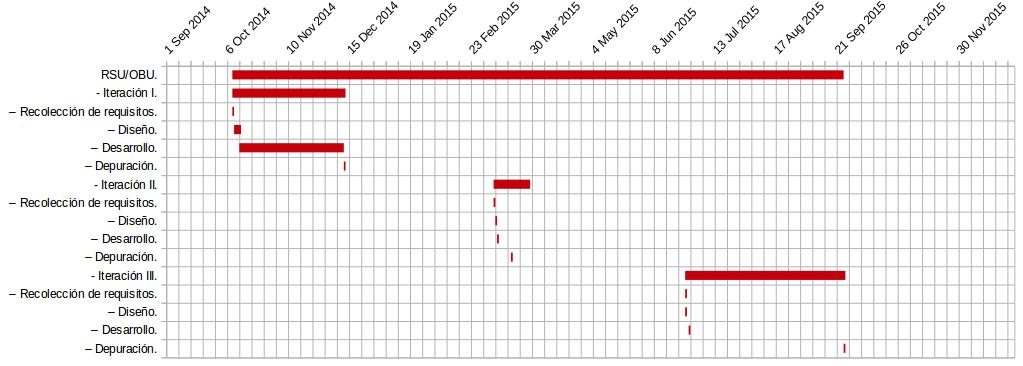 1 Sep 2014
6 Oct 2014
10 Nov 2014
15 Dec 2014
19 Jan 2015
23 Feb 2015
30 Mar 2015
4 May 2015
8 Jun 2015
13 Jul 2015
17 Aug 2015
21 Sep 2015
26 Oct 2015
30 Nov 2015
RSU/OBU.
- Iteración I.
– Recolección de requisitos.
– Diseño.
– Desarrollo.
– Depuración.
- Iteración II.
– Recolección de requisitos.
– Diseño.
– Desarrollo.
– Depuración.
- Iteración III.
– Recolección de requisitos.
– Diseño.
– Desarrollo.
– Depuración.